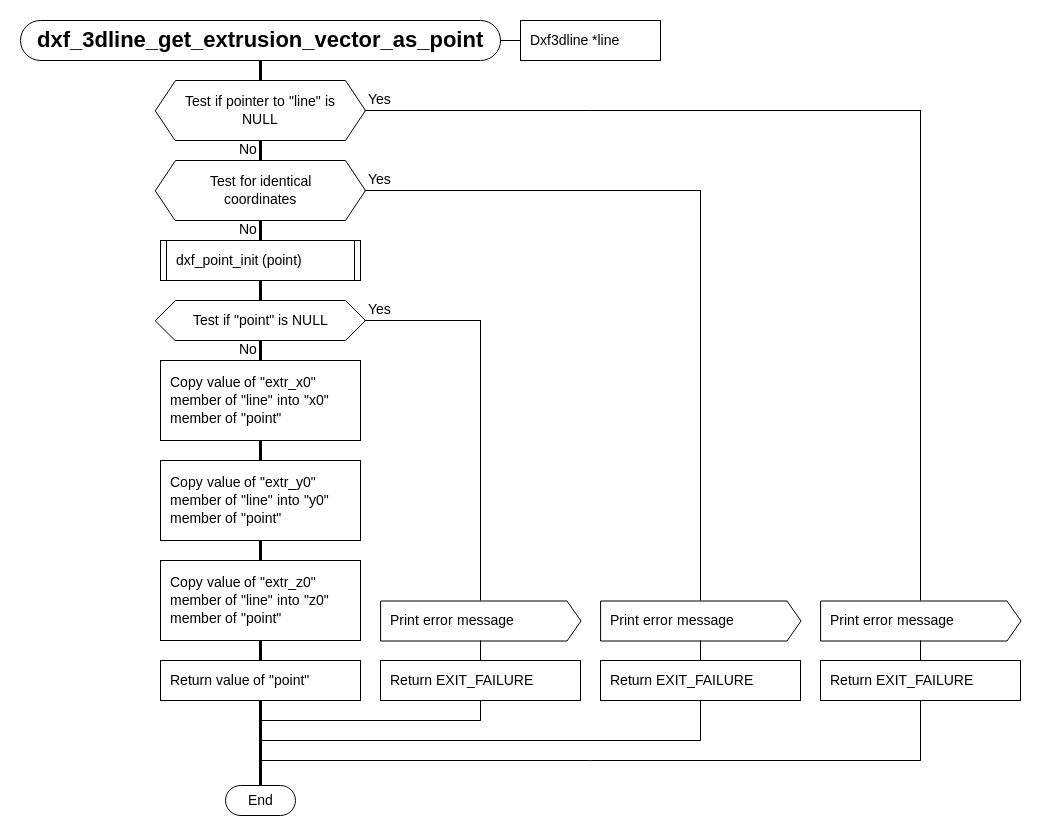 dxf_3dline_get_extrusion_vector_as_point
Dxf3dline *line
Test if pointer to "line" is
NULL
Yes
No
Test for identical
coordinates
Yes
No
dxf_point_init (point)
Test if "point" is NULL
Yes
No
Copy value of "extr_x0"
member of "line" into "x0"
member of "point"
Copy value of "extr_y0"
member of "line" into "y0"
member of "point"
Copy value of "extr_z0"
member of "line" into "z0"
member of "point"
Print error message
Print error message
Print error message
Return value of "point"
Return EXIT_FAILURE
Return EXIT_FAILURE
Return EXIT_FAILURE
End